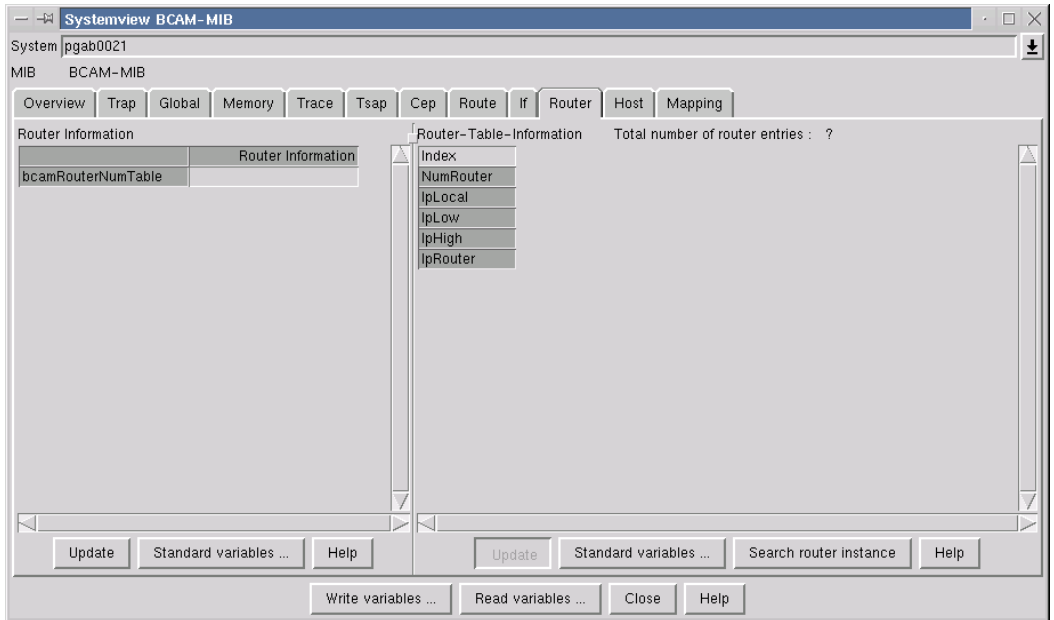 Systemview BCAM-MIB
System pgab0021
MIB BCAM-MIB
Overview Trap Global Memory Trace Tsap Cep Route If Router Host Mapping
Router Information
Router Information
bcamRouterNumTable
Update Standard variables ... Help
Router-Table-Information Total number of router entries : ?
Index
NumRouter
IpLocal
IpLow
IpHigh
IpRouter
Update Standard variables ... Search router instance Help
Write variables ... Read variables ... Close Help